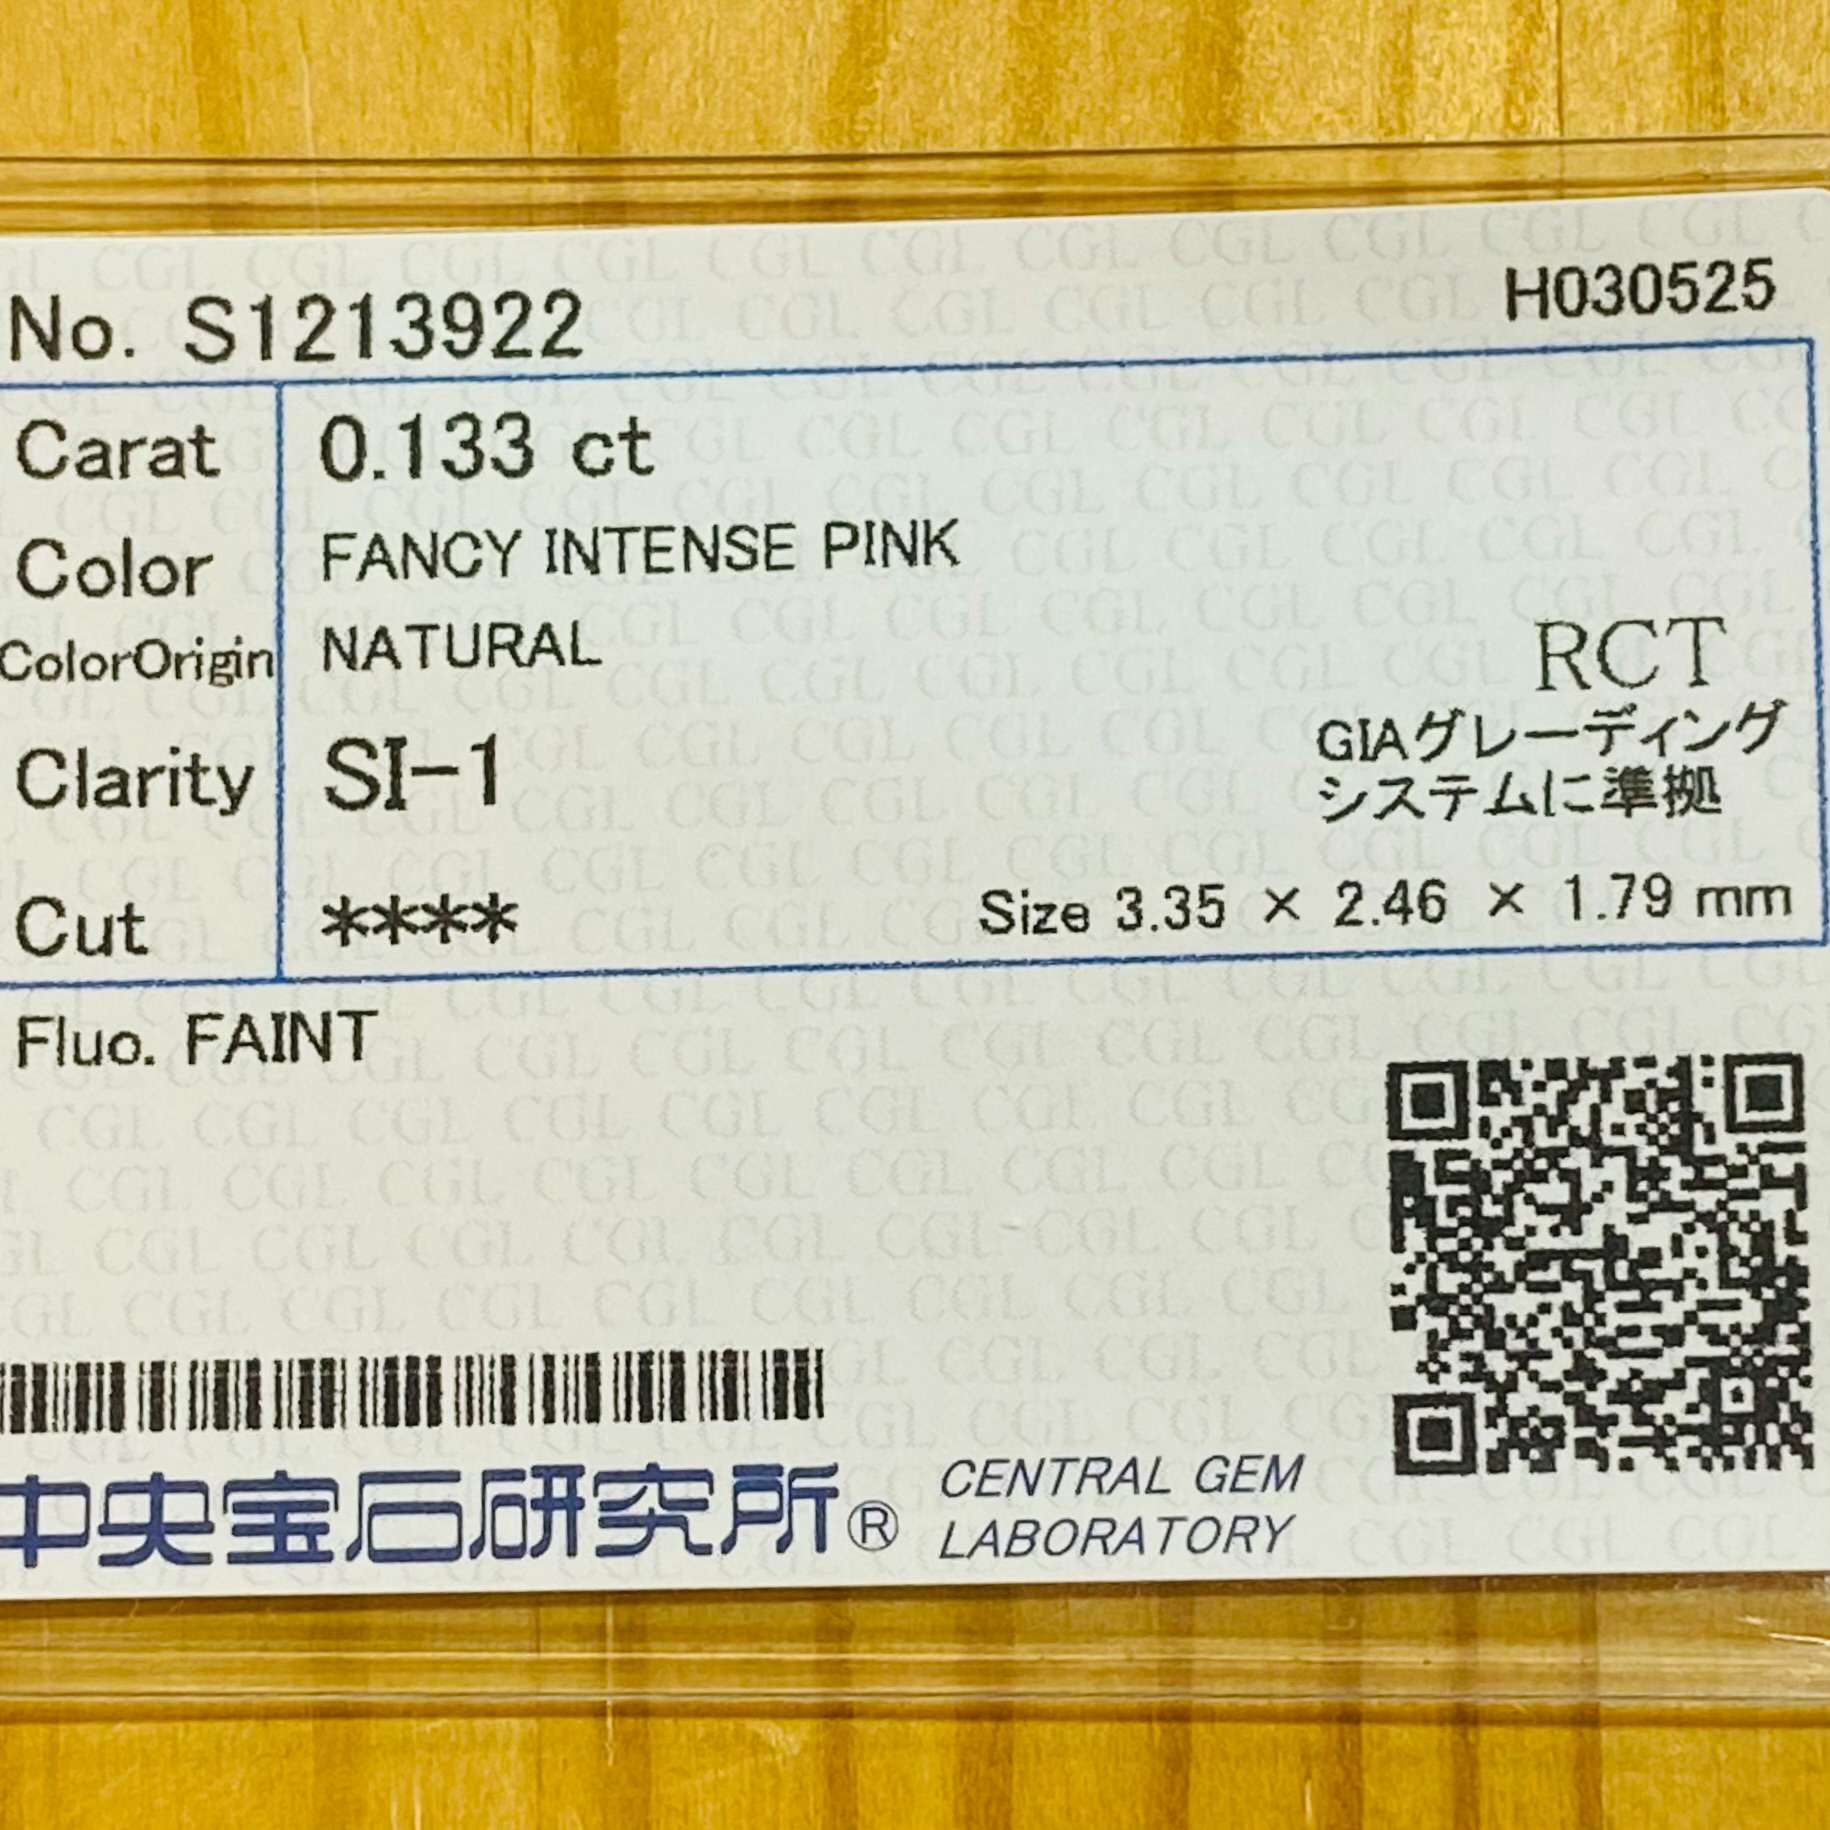 No. S1213922
H030525
Carat 0.133 ct
Color FANCY INTENSE PINK
ColorOrigin NATURAL
RCT
Clarity SI-1
GIAグレーディング
システムに準拠
Cut ****
Size 3.35 × 2.46 × 1.79 mm
Fluo. FAINT
中央宝石研究所®
CENTRAL GEM
LABORATORY